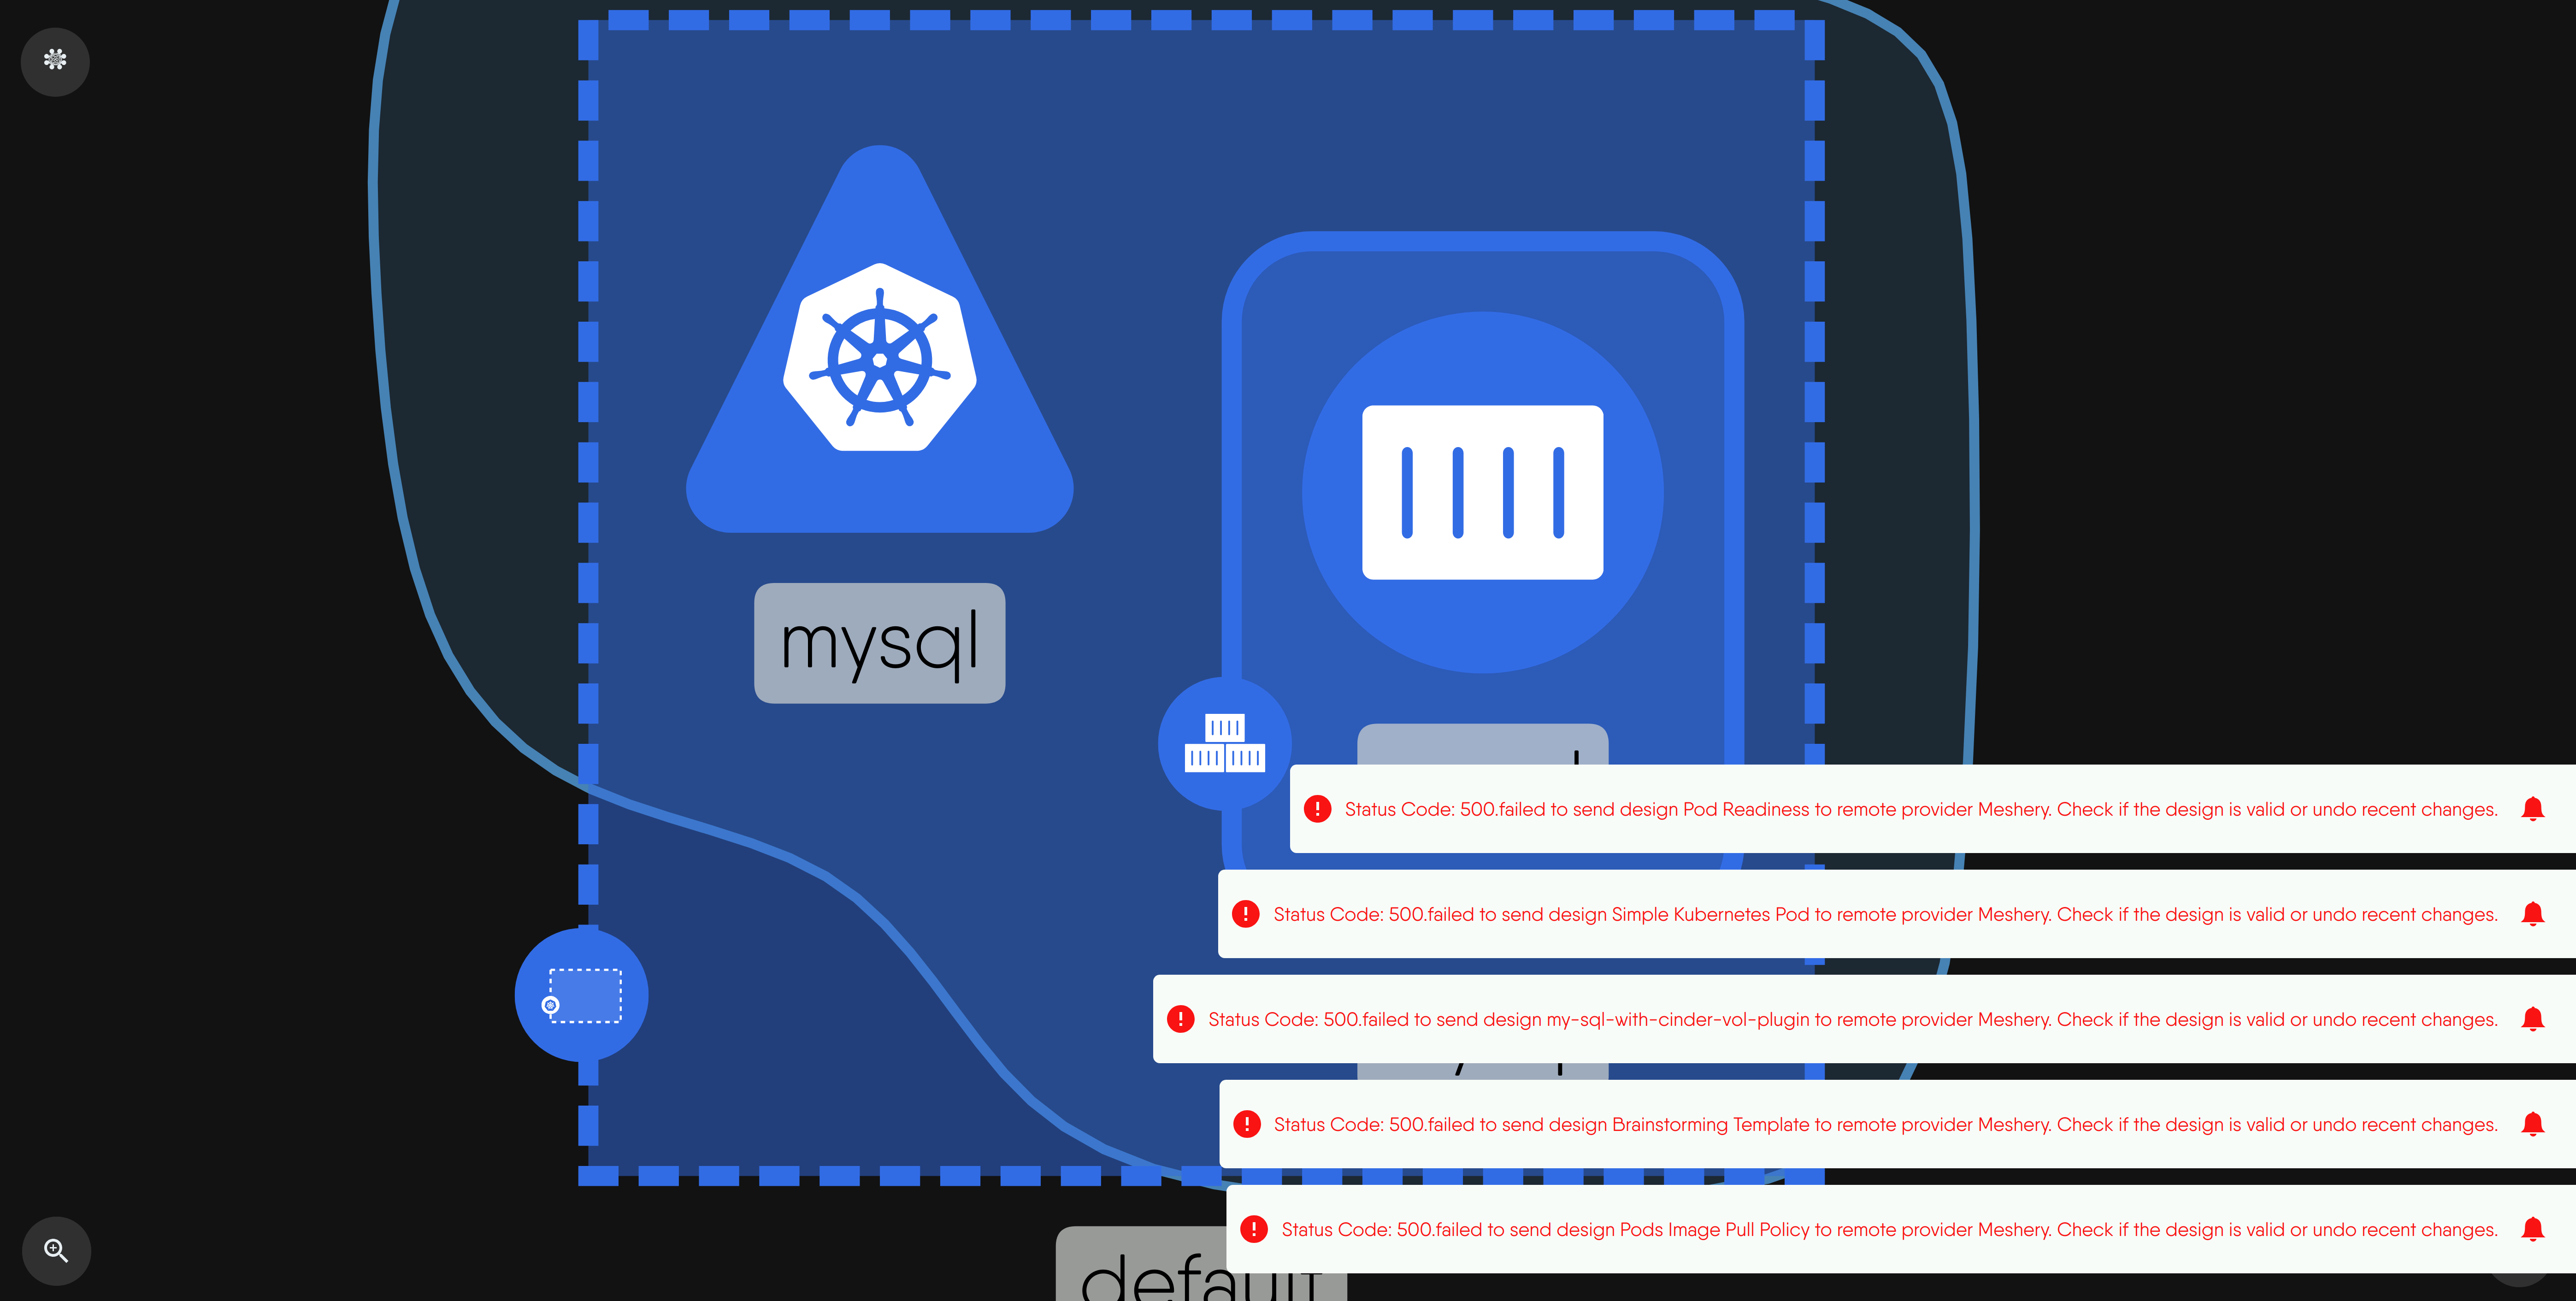 mysql
Status Code: 500.failed to send design Pod Readiness to remote provider Meshery. Check if the design is valid or undo recent changes.
Status Code: 500.failed to send design Simple Kubernetes Pod to remote provider Meshery. Check if the design is valid or undo recent changes.
Status Code: 500.failed to send design my-sql-with-cinder-vol-plugin to remote provider Meshery. Check if the design is valid or undo recent changes.
Status Code: 500.failed to send design Brainstorming Template to remote provider Meshery. Check if the design is valid or undo recent changes.
Status Code: 500.failed to send design Pods Image Pull Policy to remote provider Meshery. Check if the design is valid or undo recent changes.
default